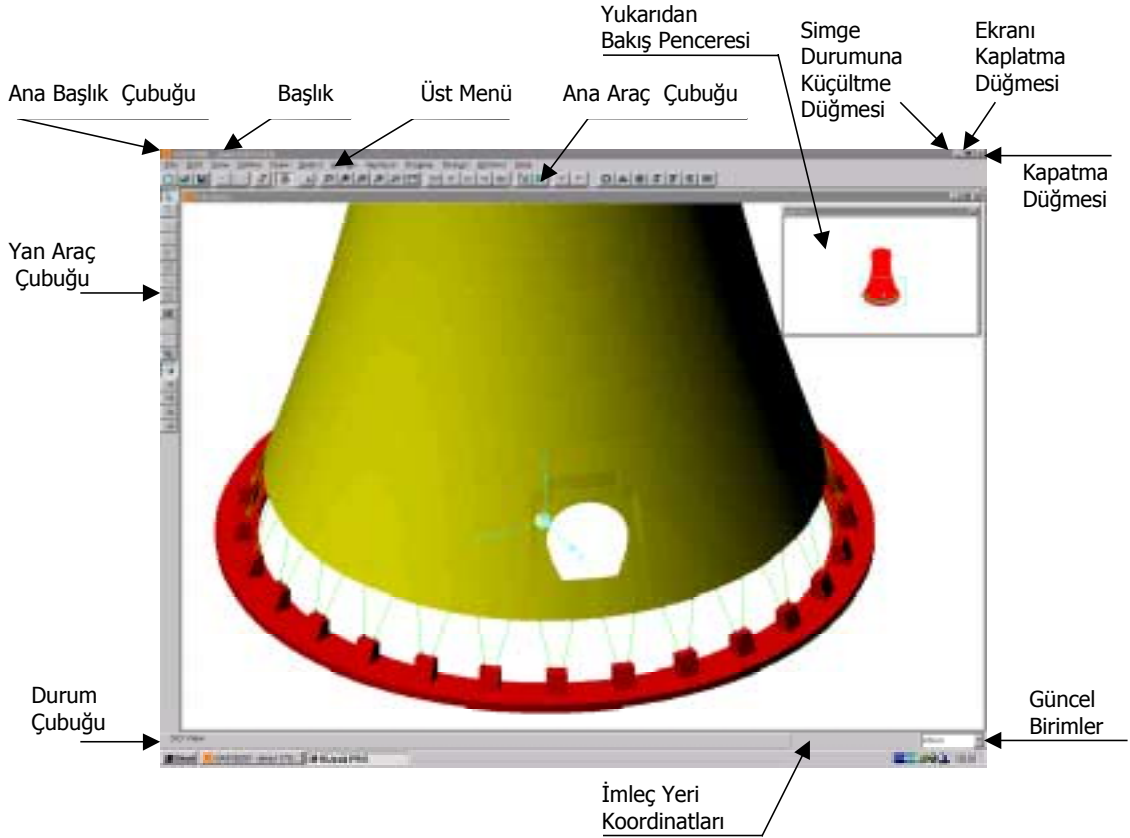 Yukarıdan
Bakış Penceresi
Simge
Durumuna
Küçültme
Düğmesi
Ekranı
Kaplatma
Düğmesi
Ana Başlık Çubuğu
Başlık
Üst Menü
Ana Araç Çubuğu
Kapatma
Düğmesi
Yan Araç
Çubuğu
Durum
Çubuğu
Güncel
Birimler
İmleç Yeri
Koordinatları